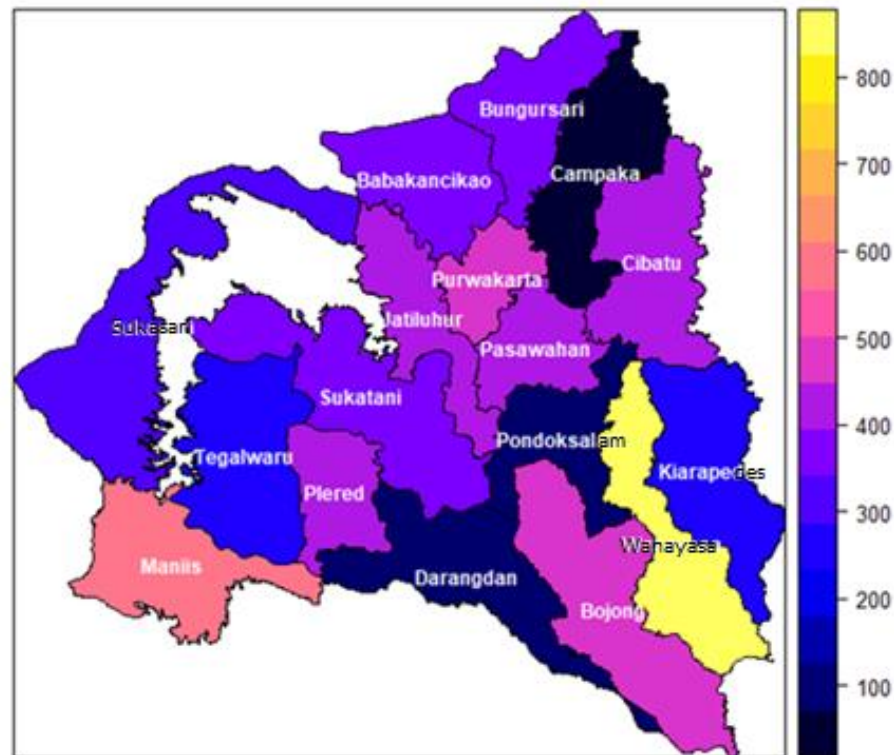 Bungursari
Campaka
Babakancikao
Cibatu
Purwakarta
Jatiluhur
Sukasari
Pasawahan
Sukatani
Pondoksalam
Tegalwaru
Kiarapedes
Plered
Wanayasa
Maniis
Darangdan
Bojong
800
700
600
500
400
300
200
100